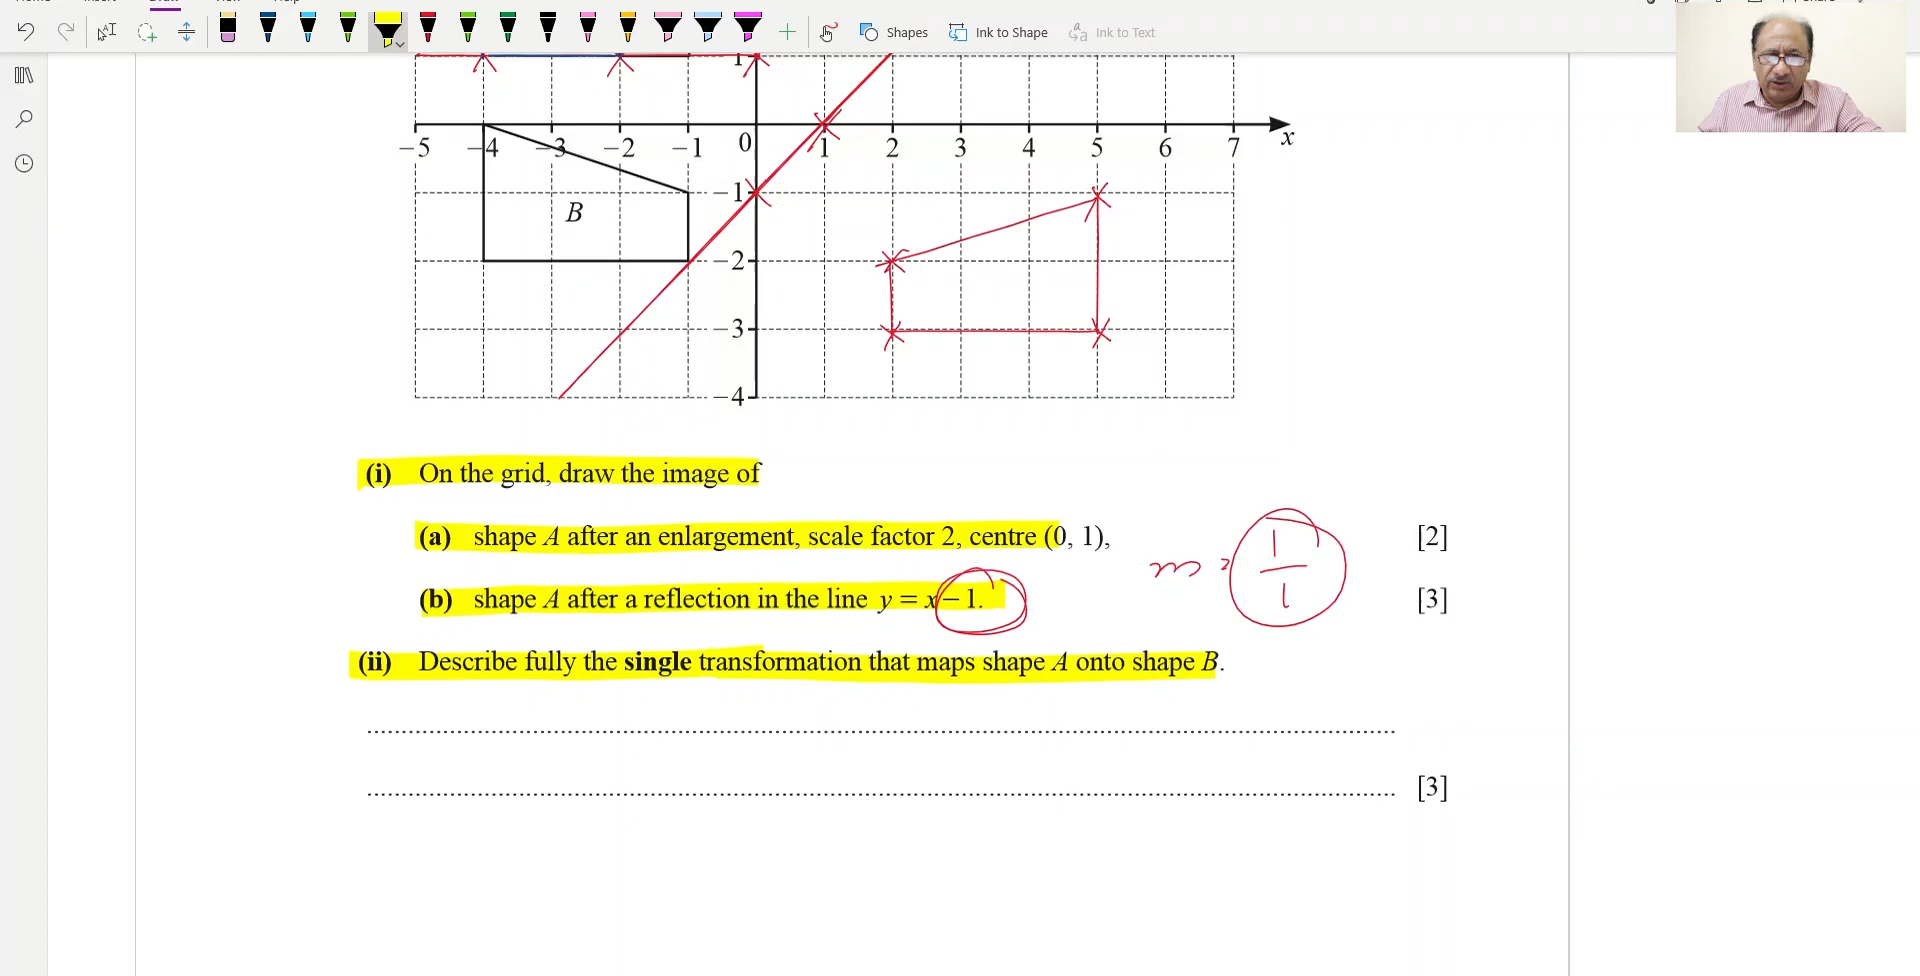 Shapes Ink to Shape Ink to Text
1
−5 −4 −3 −2 −1 0 1 2 3 4 5 6 7 x
−1
B
−2
−3
−4
(i) On the grid, draw the image of
(a) shape A after an enlargement, scale factor 2, centre (0, 1), [2]
m = 1/1
(b) shape A after a reflection in the line y = x − 1. [3]
(ii) Describe fully the single transformation that maps shape A onto shape B.
[3]